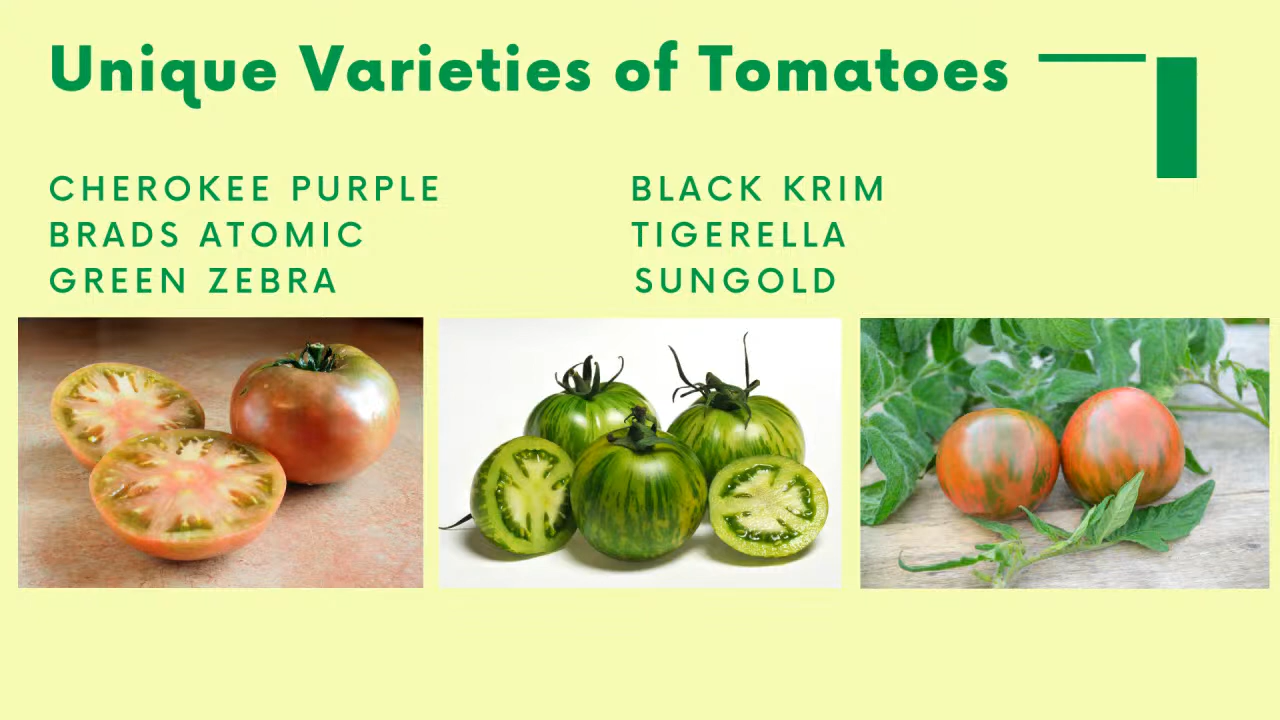 Unique Varieties of Tomatoes
CHEROKEE PURPLE
BRADS ATOMIC
GREEN ZEBRA
BLACK KRIM
TIGERELLA
SUNGOLD